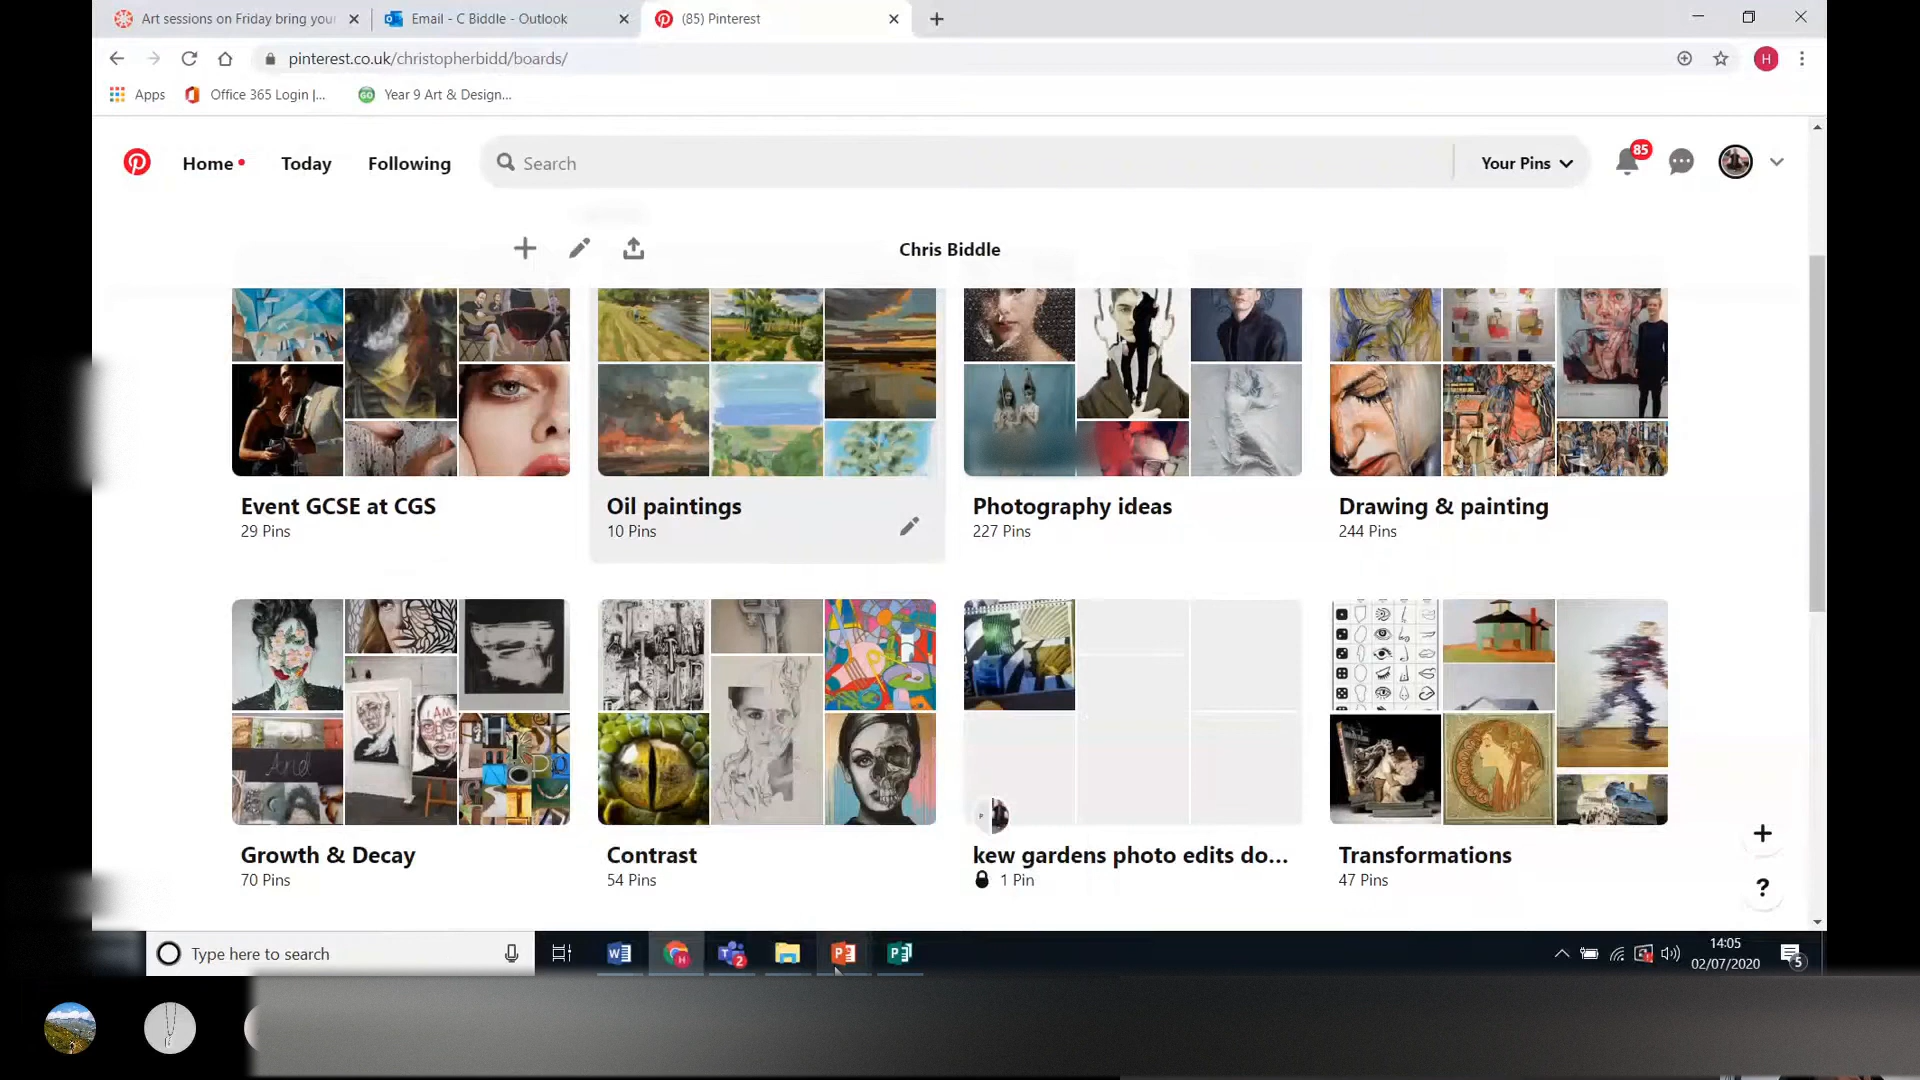 Art sessions on Friday bring your
Email - C Biddle - Outlook
(85) Pinterest
pinterest.co.uk/christopherbidd/boards/
H
Apps
Office 365 Login |...
GO
Year 9 Art & Design...
Home
Today
Following
Search
Your Pins
85
Chris Biddle
Event GCSE at CGS
29 Pins
Oil paintings
10 Pins
Photography ideas
227 Pins
Drawing & painting
244 Pins
I AM
Growth & Decay
70 Pins
Contrast
54 Pins
kew gardens photo edits do...
1 Pin
Transformations
47 Pins
?
Type here to search
2
14:05
02/07/2020
5